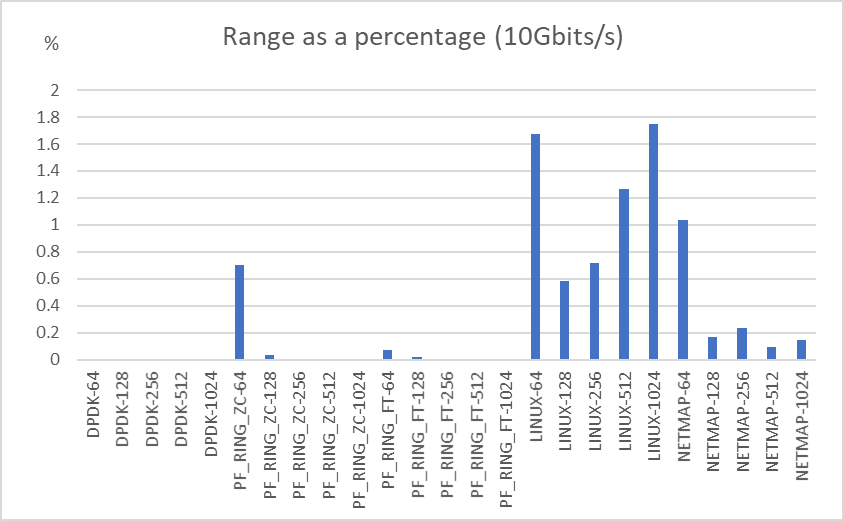 Range as a percentage (10Gbits/s)
%
2
1.8
1.6
1.4
1.2
1
0.8
0.6
0.4
0.2
0
DPDK-64
DPDK-128
DPDK-256
DPDK-512
DPDK-1024
PF_RING_ZC-64
PF_RING_ZC-128
PF_RING_ZC-256
PF_RING_ZC-512
PF_RING_ZC-1024
PF_RING_FT-64
PF_RING_FT-128
PF_RING_FT-256
PF_RING_FT-512
PF_RING_FT-1024
LINUX-64
LINUX-128
LINUX-256
LINUX-512
LINUX-1024
NETMAP-64
NETMAP-128
NETMAP-256
NETMAP-512
NETMAP-1024